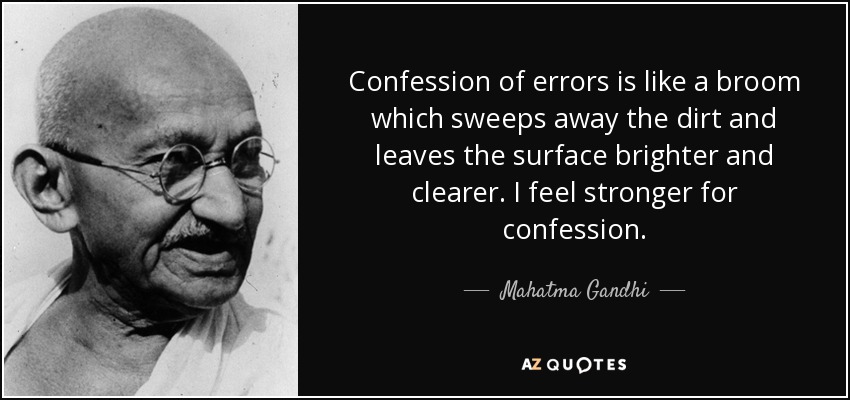 Confession of errors is like a broom
which sweeps away the dirt and
leaves the surface brighter and
clearer. I feel stronger for
confession.
Mahatma Gandhi
AZ QUOTES